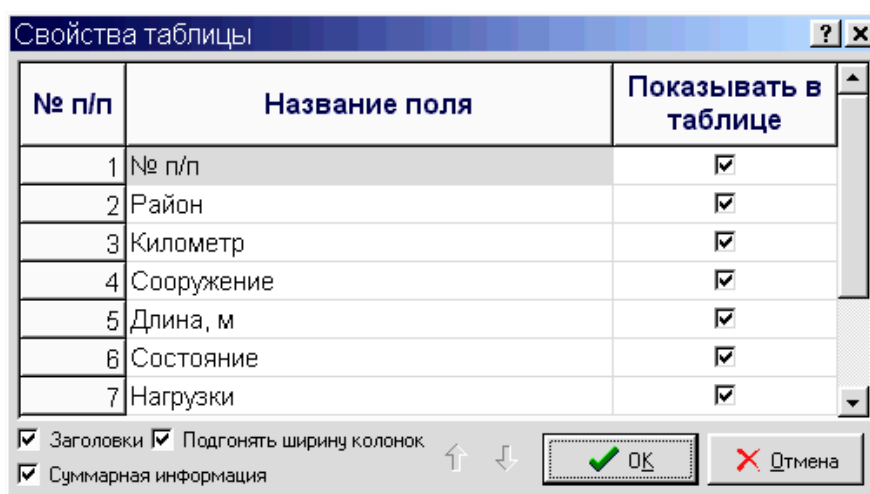 Свойства таблицы
№ п/п Название поля Показывать в
таблице
1 № п/п
2 Район
3 Километр
4 Сооружение
5 Длина, м
6 Состояние
7 Нагрузки
Заголовки Подгонять ширину колонок
Суммарная информация
OK Отмена